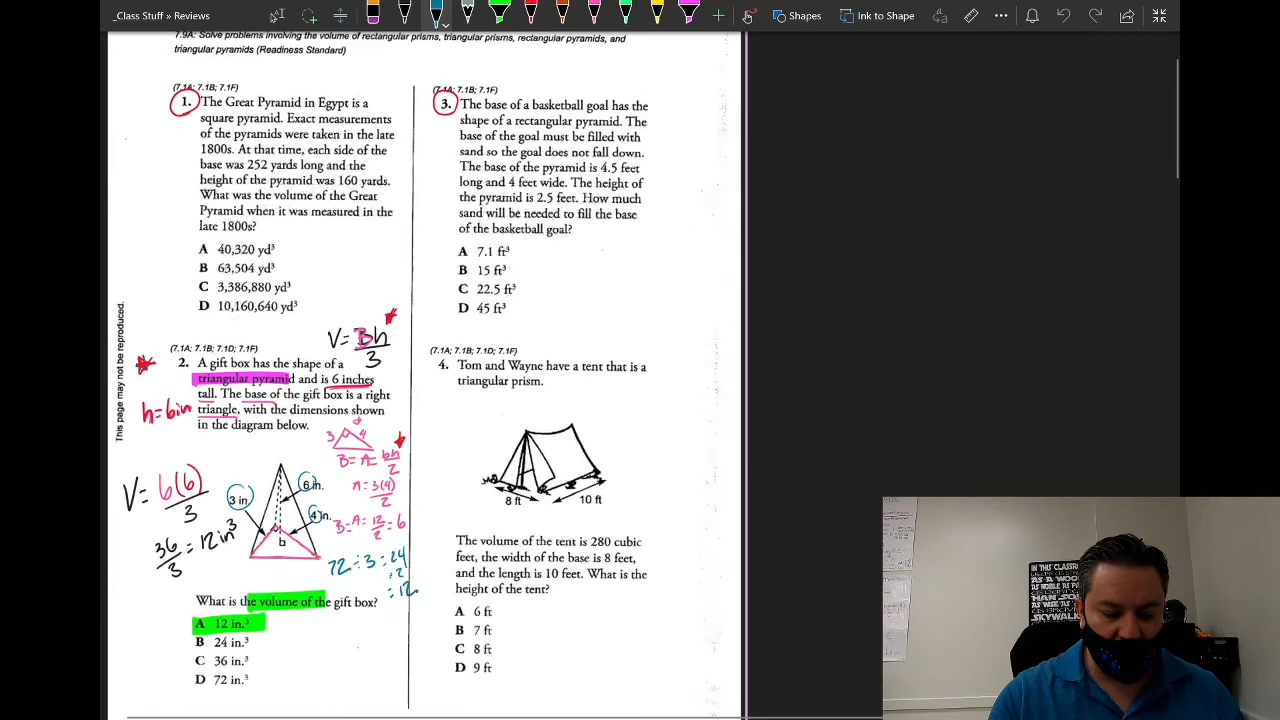 _Class Stuff » Reviews
Shapes
Ink to Shape
7.9A: Solve problems involving the volume of rectangular prisms, triangular prisms, rectangular pyramids, and
triangular pyramids (Readiness Standard)
This page may not be reproduced.
(7.1A; 7.1B; 7.1F)
1. The Great Pyramid in Egypt is a
square pyramid. Exact measurements
of the pyramids were taken in the late
1800s. At that time, each side of the
base was 252 yards long and the
height of the pyramid was 160 yards.
What was the volume of the Great
Pyramid when it was measured in the
late 1800s?
A 40,320 yd³
B 63,504 yd³
C 3,386,880 yd³
D 10,160,640 yd³
V = Bh
3
(7.1A; 7.1B; 7.1D; 7.1F)
2. A gift box has the shape of a
triangular pyramid and is 6 inches
tall. The base of the gift box is a right
triangle, with the dimensions shown
in the diagram below.
h = 6in
3 4
B = A = bh
2
A = 3(4)
2
B = A = 12 = 6
2
V = 6(6)
3
36 = 12 in³
3
3 in.
6 in.
4 in.
b
72 ÷ 3 = 24
÷2
= 12
What is the volume of the gift box?
A 12 in.³
B 24 in.³
C 36 in.³
D 72 in.³
(7.1A; 7.1B; 7.1F)
3. The base of a basketball goal has the
shape of a rectangular pyramid. The
base of the goal must be filled with
sand so the goal does not fall down.
The base of the pyramid is 4.5 feet
long and 4 feet wide. The height of
the pyramid is 2.5 feet. How much
sand will be needed to fill the base
of the basketball goal?
A 7.1 ft³
B 15 ft³
C 22.5 ft³
D 45 ft³
(7.1A; 7.1B; 7.1D; 7.1F)
4. Tom and Wayne have a tent that is a
triangular prism.
8 ft
10 ft
The volume of the tent is 280 cubic
feet, the width of the base is 8 feet,
and the length is 10 feet. What is the
height of the tent?
A 6 ft
B 7 ft
C 8 ft
D 9 ft
IN THIS CLASSROOM